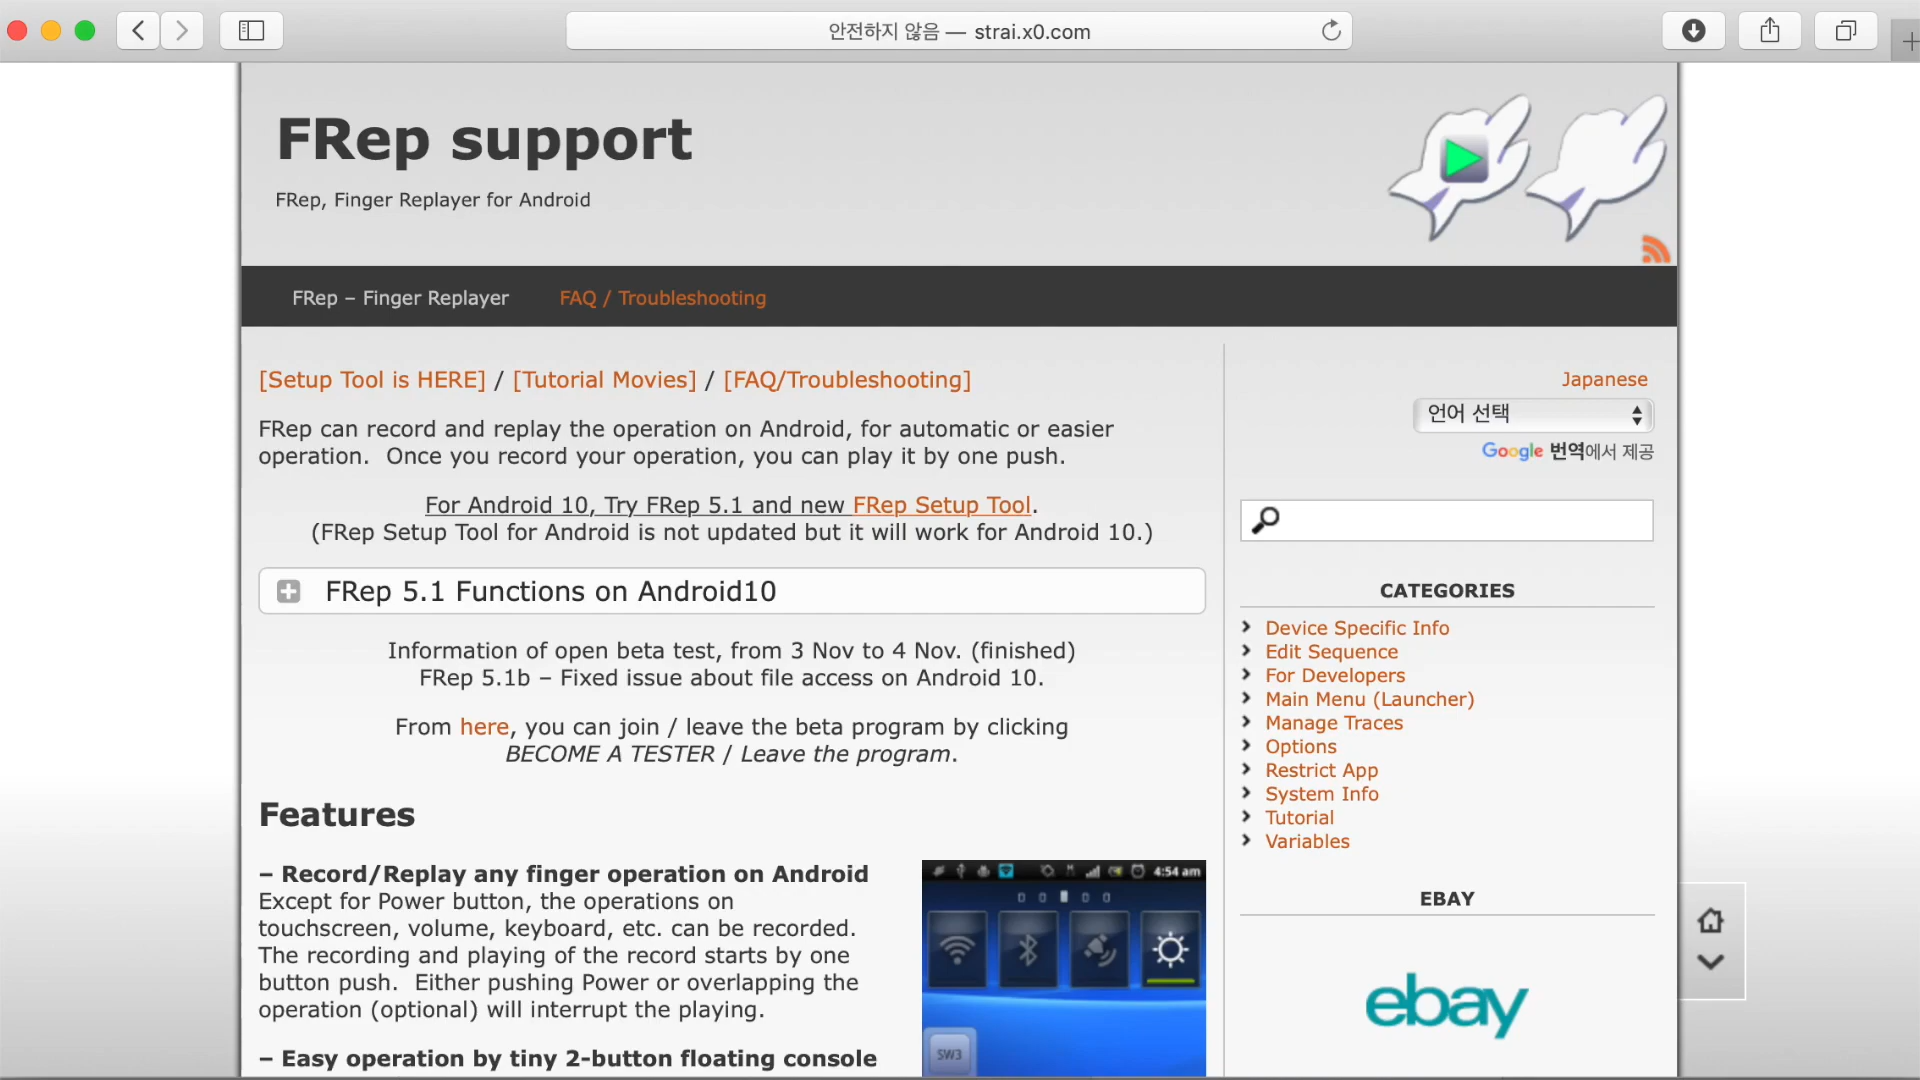 안전하지 않음 — strai.x0.com
FRep support
FRep, Finger Replayer for Android
FRep – Finger Replayer
FAQ / Troubleshooting
[Setup Tool is HERE] / [Tutorial Movies] / [FAQ/Troubleshooting]
FRep can record and replay the operation on Android, for automatic or easier
operation.  Once you record your operation, you can play it by one push.
For Android 10, Try FRep 5.1 and new FRep Setup Tool.
(FRep Setup Tool for Android is not updated but it will work for Android 10.)
FRep 5.1 Functions on Android10
Information of open beta test, from 3 Nov to 4 Nov. (finished)
FRep 5.1b – Fixed issue about file access on Android 10.
From here, you can join / leave the beta program by clicking
BECOME A TESTER / Leave the program.
Features
– Record/Replay any finger operation on Android
Except for Power button, the operations on
touchscreen, volume, keyboard, etc. can be recorded.
The recording and playing of the record starts by one
button push.  Either pushing Power or overlapping the
operation (optional) will interrupt the playing.
– Easy operation by tiny 2-button floating console
4:54 am
SW3
Japanese
언어 선택
Google 번역에서 제공
CATEGORIES
Device Specific Info
Edit Sequence
For Developers
Main Menu (Launcher)
Manage Traces
Options
Restrict App
System Info
Tutorial
Variables
EBAY
ebay